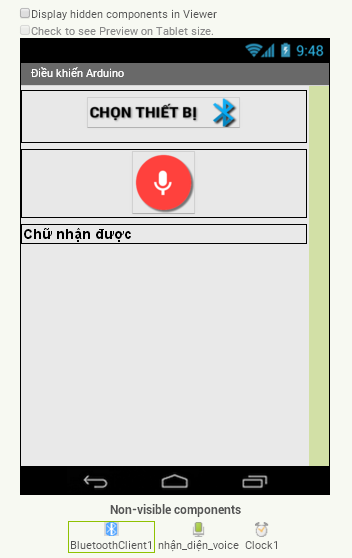 Display hidden components in Viewer
Check to see Preview on Tablet size.
9:48
Điều khiển Arduino
CHỌN THIẾT BỊ
Chữ nhận được
Non-visible components
BluetoothClient1 nhận_diện_voice Clock1